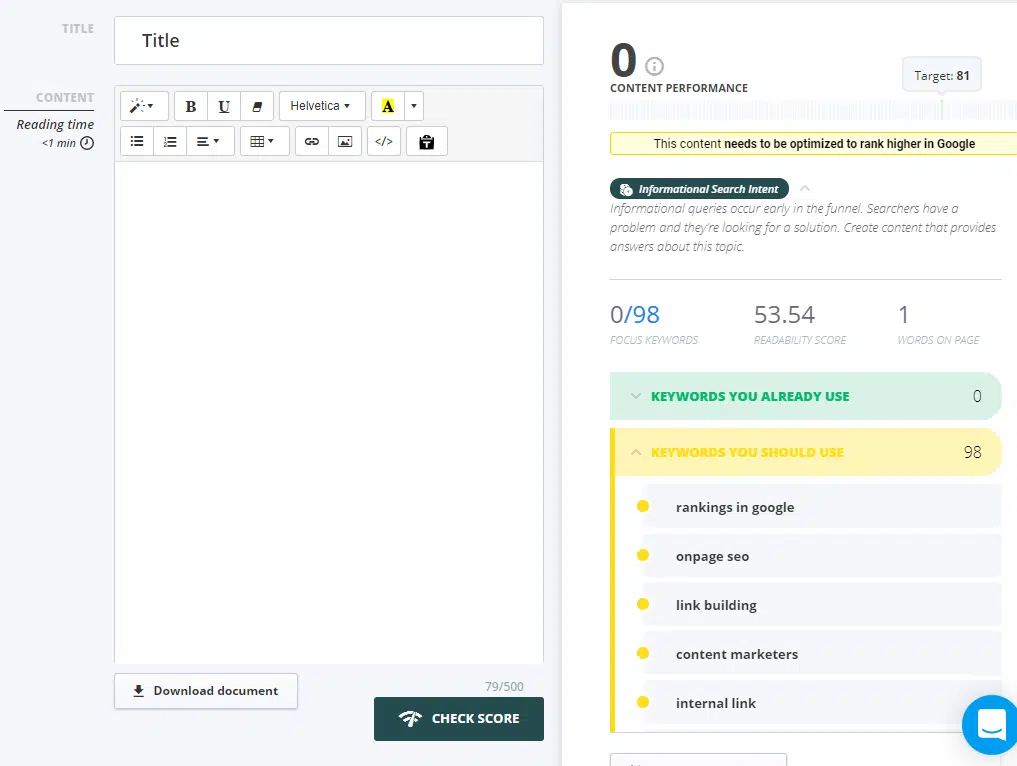 TITLE
Title
CONTENT
Reading time
<1 min
B U Helvetica A
</>
T
Download document
79/500
CHECK SCORE
0
CONTENT PERFORMANCE
Target: 81
This content needs to be optimized to rank higher in Google
Informational Search Intent
Informational queries occur early in the funnel. Searchers have a
problem and they're looking for a solution. Create content that provides
answers about this topic.
0/98
FOCUS KEYWORDS
53.54
READABILITY SCORE
1
WORDS ON PAGE
KEYWORDS YOU ALREADY USE 0
KEYWORDS YOU SHOULD USE 98
rankings in google
onpage seo
link building
content marketers
internal link